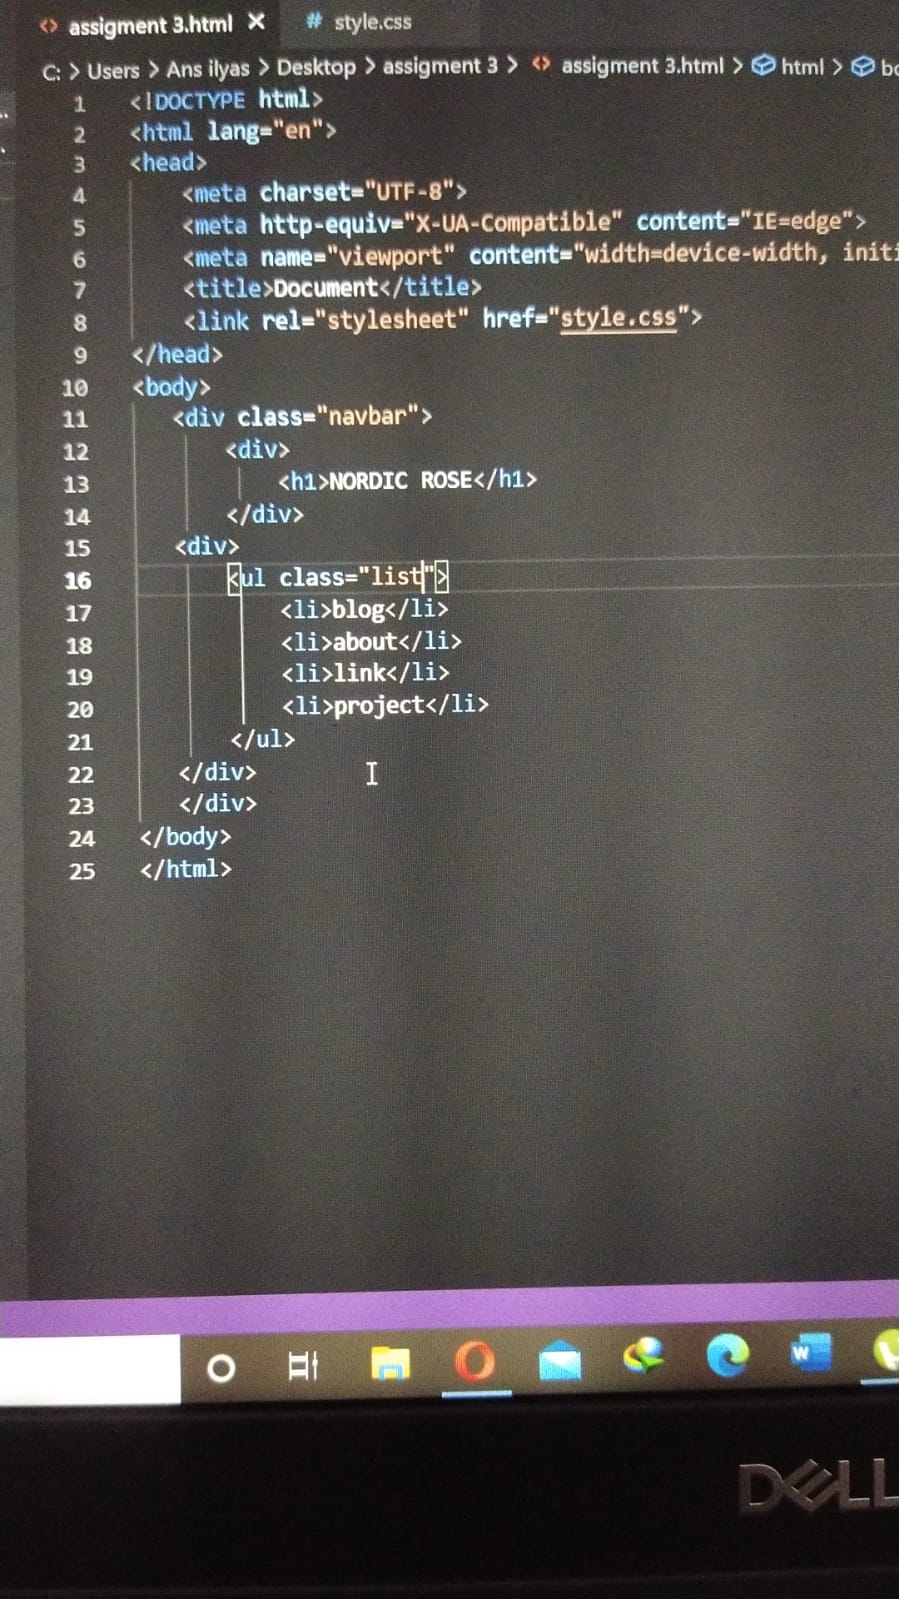 assigment 3.html
style.css
C: > Users > Ans ilyas > Desktop > assigment 3 > assigment 3.html > html >
1 <!DOCTYPE html>
2 <html lang="en">
3 <head>
4 <meta charset="UTF-8">
5 <meta http-equiv="X-UA-Compatible" content="IE=edge">
6 <meta name="viewport" content="width=device-width,
7 <title>Document</title>
8 <link rel="stylesheet" href="style.css">
9 </head>
10 <body>
11 <div class="navbar">
12 <div>
13 <h1>NORDIC ROSE</h1>
14 </div>
15 <div>
16 <ul class="list">
17 <li>blog</li>
18 <li>about</li>
19 <li>link</li>
20 <li>project</li>
21 </ul>
22 </div>
23 </div>
24 </body>
25 </html>
W
DELL